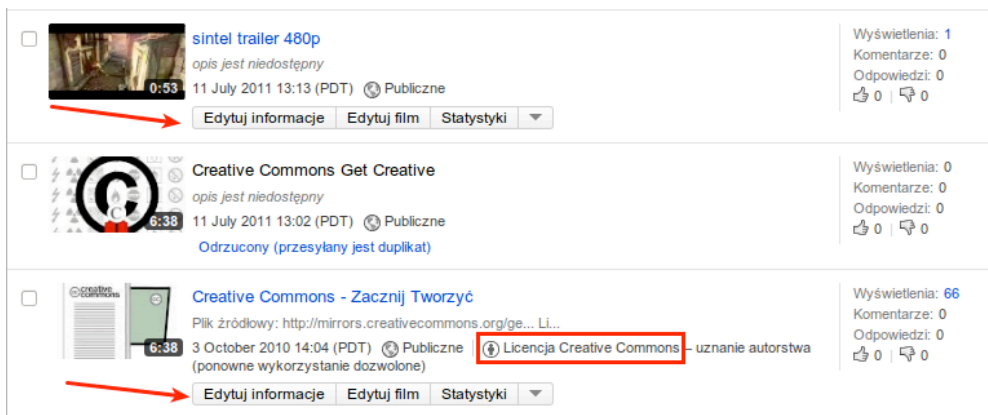 sintel trailer 480p
opis jest niedostępny
0:53
11 July 2011 13:13 (PDT) Publiczne
Edytuj informacje Edytuj film Statystyki
Wyświetlenia: 1
Komentarze: 0
Odpowiedzi: 0
0 | 0
Creative Commons Get Creative
opis jest niedostępny
C
C
6:38
11 July 2011 13:02 (PDT) Publiczne
Odrzucony (przesyłany jest duplikat)
Wyświetlenia: 0
Komentarze: 0
Odpowiedzi: 0
0 | 0
creative
commons
cc
Creative Commons - Zacznij Tworzyć
Plik źródłowy: http://mirrors.creativecommons.org/ge... Li...
6:38
3 October 2010 14:04 (PDT) Publiczne | Licencja Creative Commons – uznanie autorstwa
(ponowne wykorzystanie dozwolone)
Edytuj informacje Edytuj film Statystyki
Wyświetlenia: 66
Komentarze: 0
Odpowiedzi: 0
0 | 0